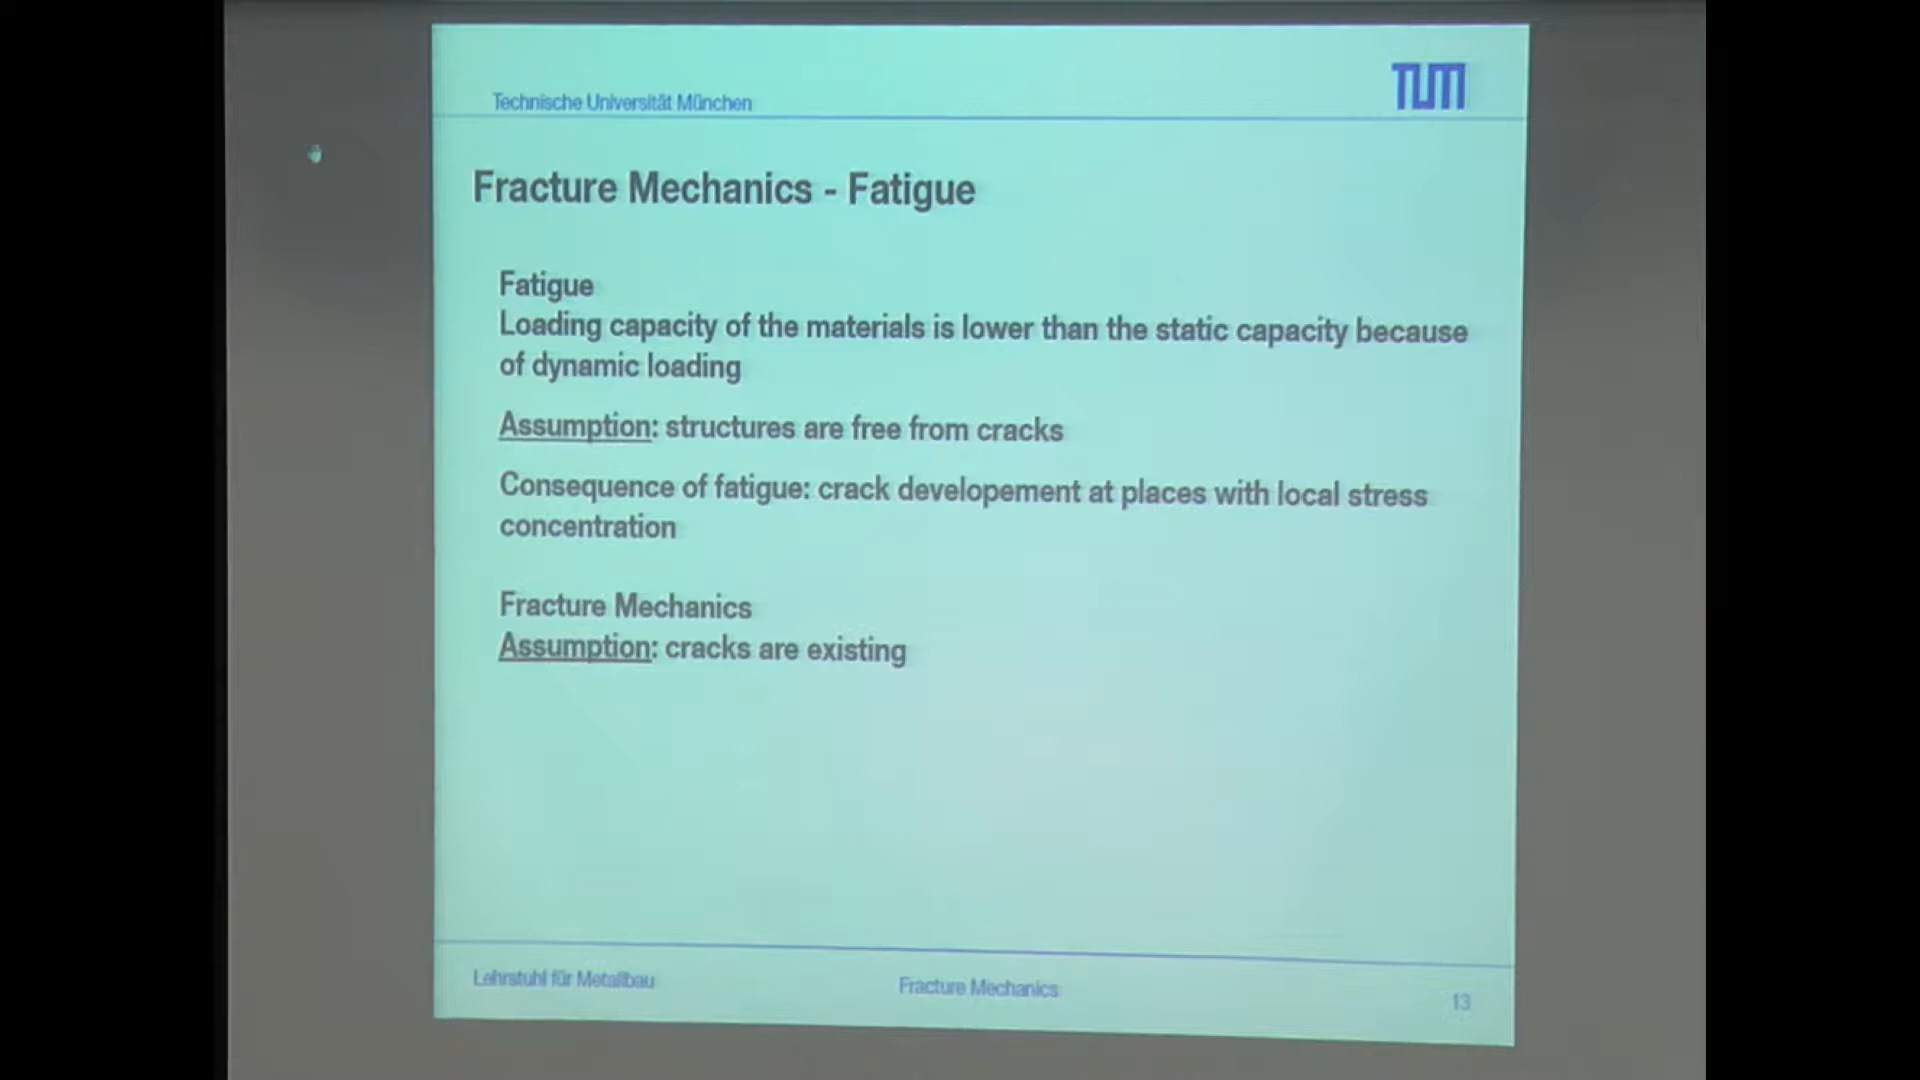 Technische Universität München
TUM
Fracture Mechanics - Fatigue
Fatigue
Loading capacity of the materials is lower than the static capacity because
of dynamic loading
Assumption: structures are free from cracks
Consequence of fatigue: crack developement at places with local stress
concentration
Fracture Mechanics
Assumption: cracks are existing
Lehrstuhl für Metallbau
Fracture Mechanics
13